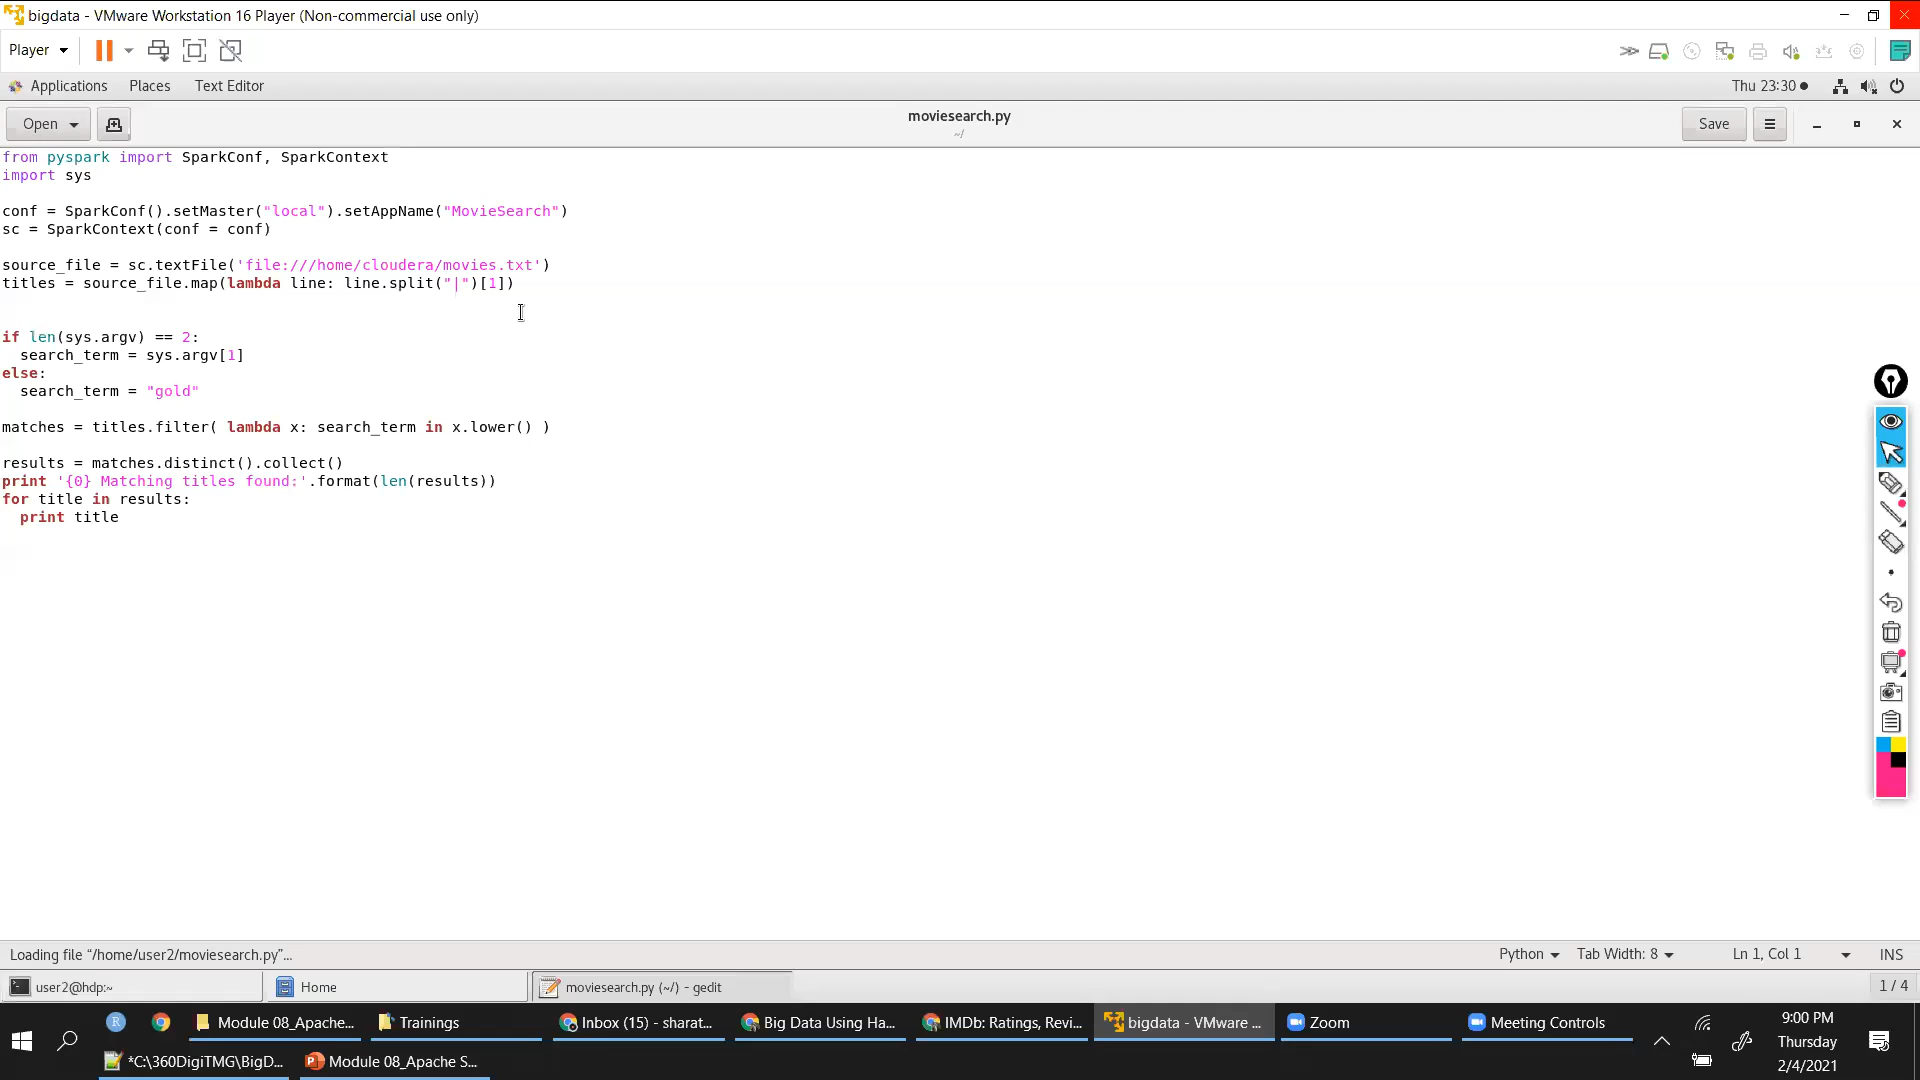 bigdata - VMware Workstation 16 Player (Non-commercial use only)
Player
Applications Places Text Editor Thu 23:30
Open moviesearch.py Save
~/
from pyspark import SparkConf, SparkContext
import sys
conf = SparkConf().setMaster("local").setAppName("MovieSearch")
sc = SparkContext(conf = conf)
source_file = sc.textFile('file:///home/cloudera/movies.txt')
titles = source_file.map(lambda line: line.split("|")[1])
if len(sys.argv) == 2:
  search_term = sys.argv[1]
else:
  search_term = "gold"
matches = titles.filter( lambda x: search_term in x.lower() )
results = matches.distinct().collect()
print '{0} Matching titles found:'.format(len(results))
for title in results:
  print title
Loading file “/home/user2/moviesearch.py”... Python Tab Width: 8 Ln 1, Col 1 INS
user2@hdp:~ Home moviesearch.py (~/) - gedit 1 / 4
R Module 08_Apache... Trainings Inbox (15) - sharat... Big Data Using Ha... IMDb: Ratings, Revi... bigdata - VMware ... Zoom Meeting Controls 9:00 PM
Thursday
*C:\360DigiTMG\BigD... Module 08_Apache S... 2/4/2021